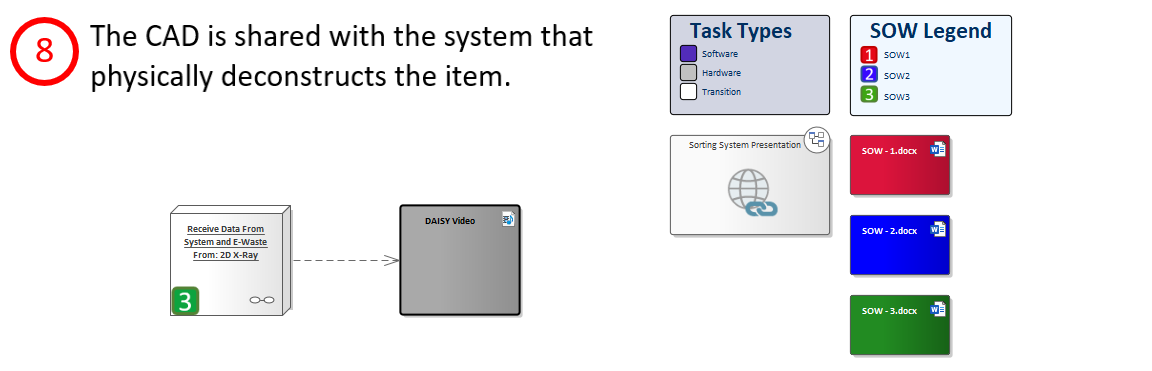 8
The CAD is shared with the system that
physically deconstructs the item.
Task Types
Software
Hardware
Transition
SOW Legend
1 SOW1
2 SOW2
3 SOW3
Sorting System Presentation
SOW - 1.docx
W
SOW - 2.docx
W
SOW - 3.docx
W
Receive Data From
System and E-Waste
From: 2D X-Ray
3
DAISY Video